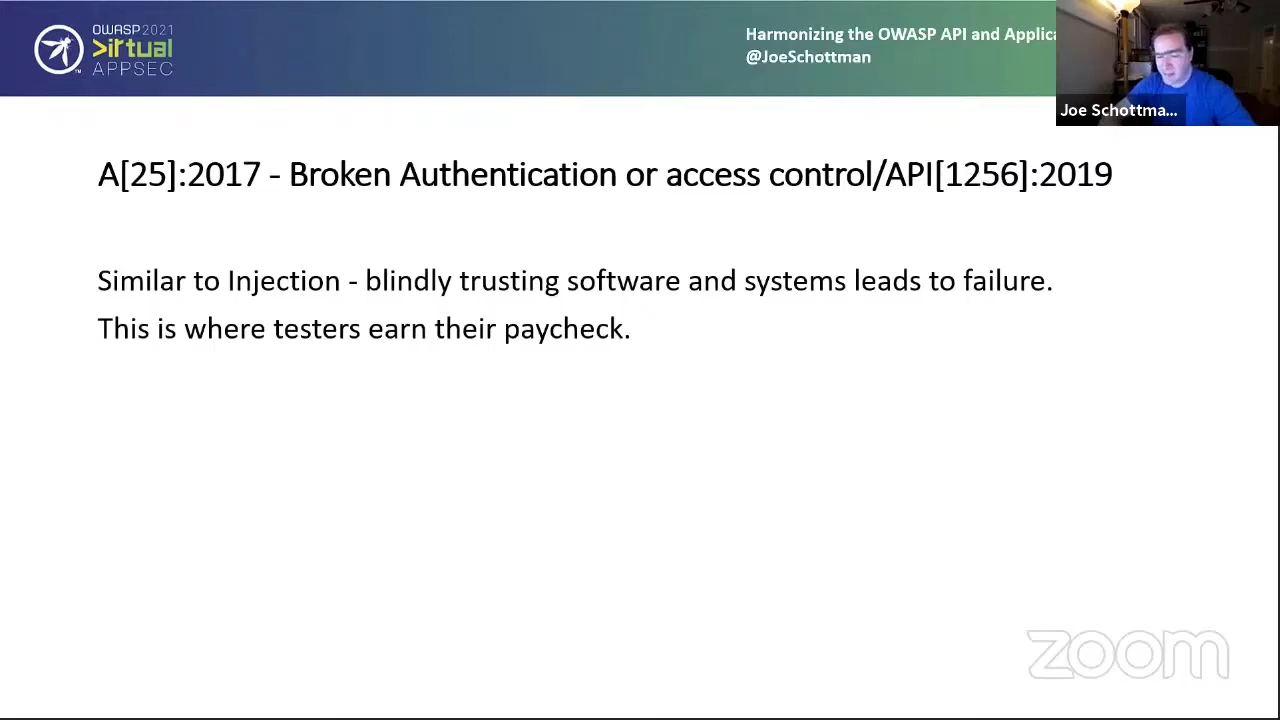 OWASP 2021
>irtual
APPSEC
TM
Harmonizing the OWASP API and Applica
@JoeSchottman
Joe Schottma...
A[25]:2017 - Broken Authentication or access control/API[1256]:2019
Similar to Injection - blindly trusting software and systems leads to failure.
This is where testers earn their paycheck.
zoom